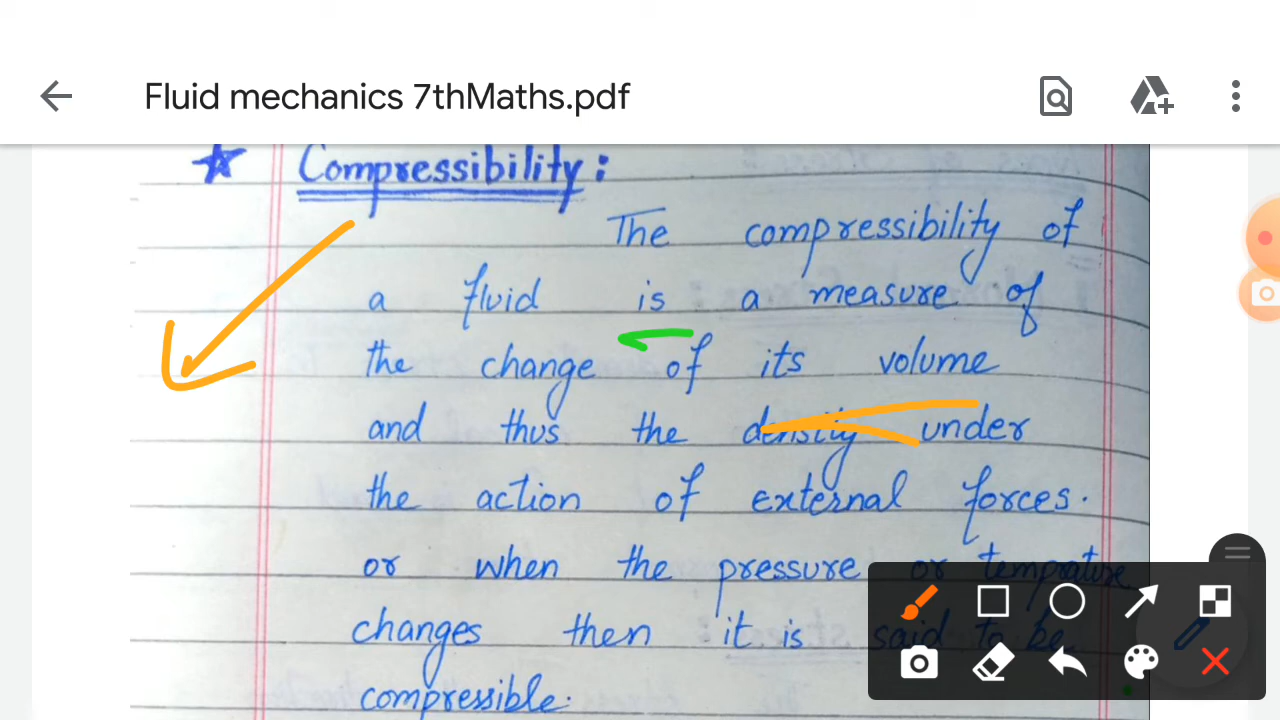 Fluid mechanics 7thMaths.pdf
Compressibility:
The compressibility of
a fluid is a measure of
the change of its volume
and thus the density under
the action of external forces.
or when the pressure or temprature
changes then it is said to be
compressible.